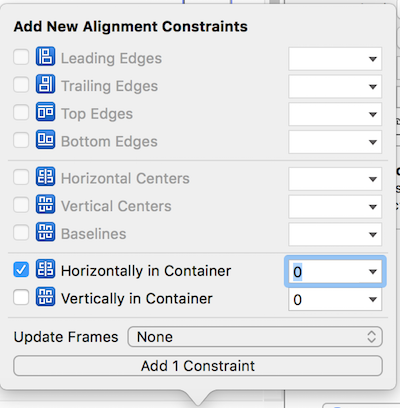 Add New Alignment Constraints
Leading Edges
Trailing Edges
Top Edges
Bottom Edges
Horizontal Centers
Vertical Centers
Baselines
Horizontally in Container 0
Vertically in Container 0
Update Frames None
Add 1 Constraint